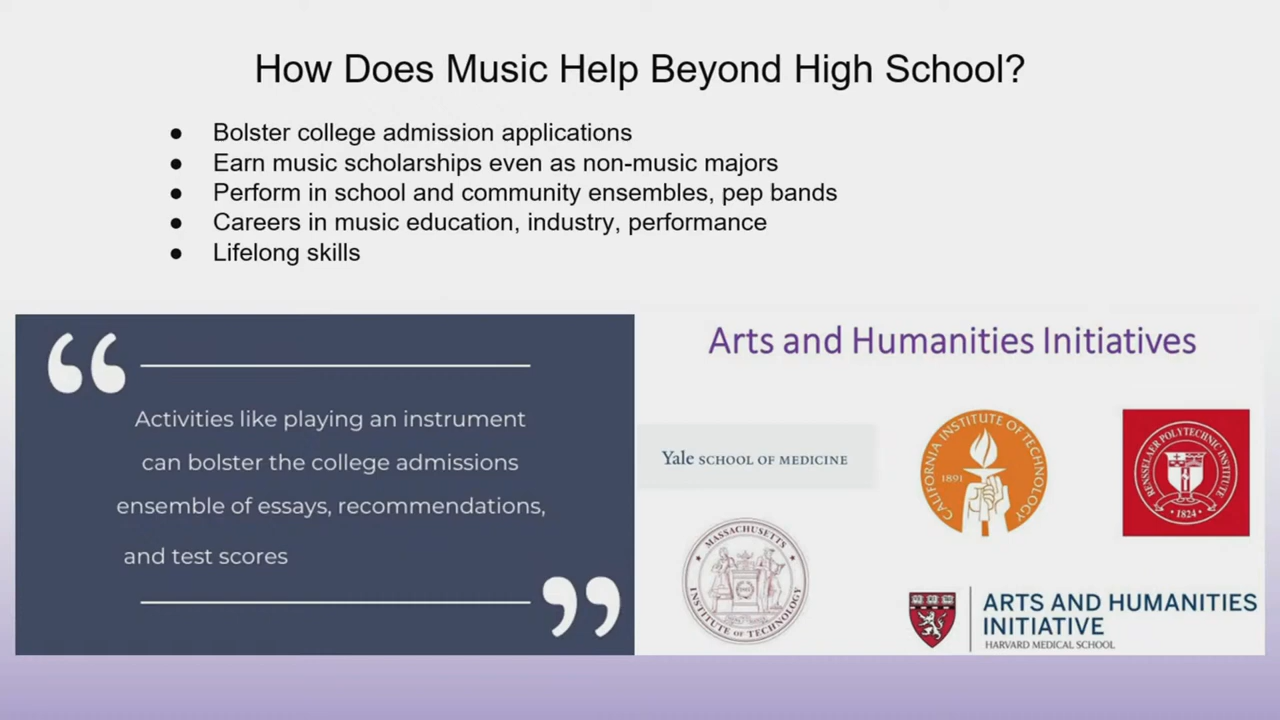 How Does Music Help Beyond High School?
● Bolster college admission applications
● Earn music scholarships even as non-music majors
● Perform in school and community ensembles, pep bands
● Careers in music education, industry, performance
● Lifelong skills
“
Activities like playing an instrument
can bolster the college admissions
ensemble of essays, recommendations,
and test scores
”
Arts and Humanities Initiatives
Yale SCHOOL OF MEDICINE
CALIFORNIA INSTITUTE OF TECHNOLOGY
1891
RENSSELAER POLYTECHNIC INSTITUTE
1824
MASSACHUSETTS
INSTITUTE OF TECHNOLOGY
ARTS AND HUMANITIES
INITIATIVE
HARVARD MEDICAL SCHOOL